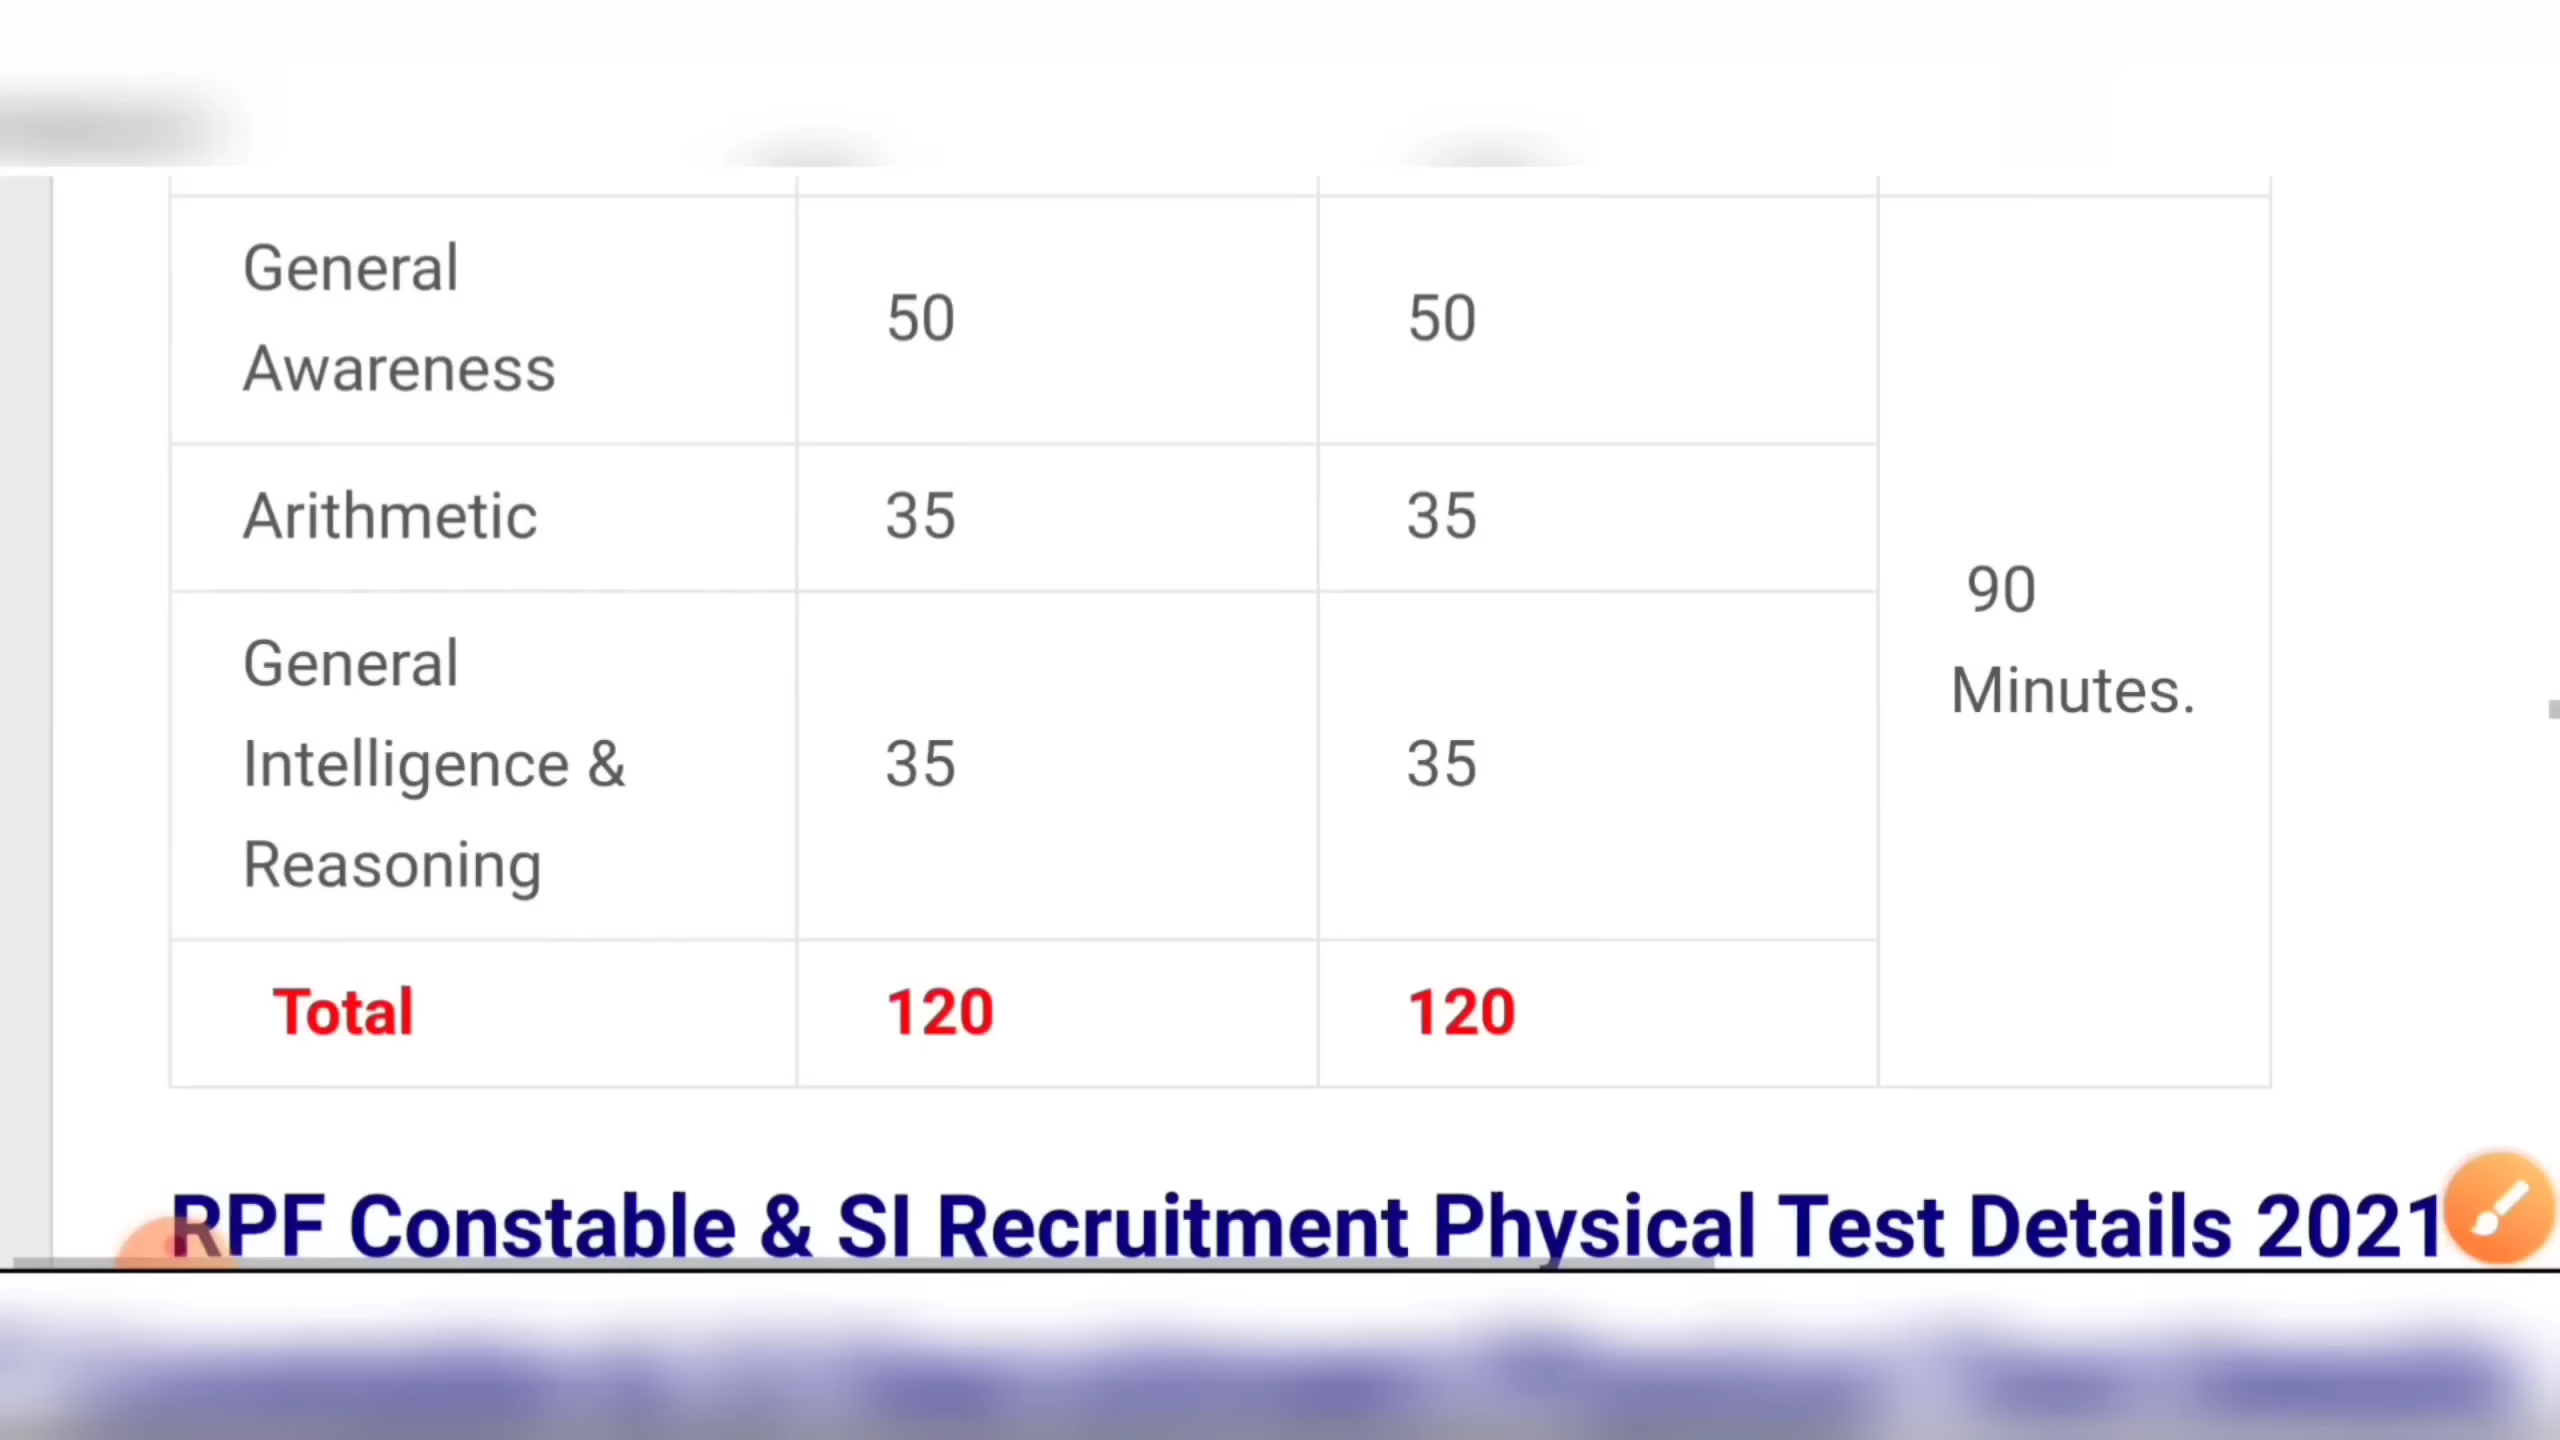 General
Awareness
50
50
Arithmetic
35
35
90
Minutes.
General
Intelligence &
Reasoning
35
35
Total
120
120
RPF Constable & SI Recruitment Physical Test Details 2021